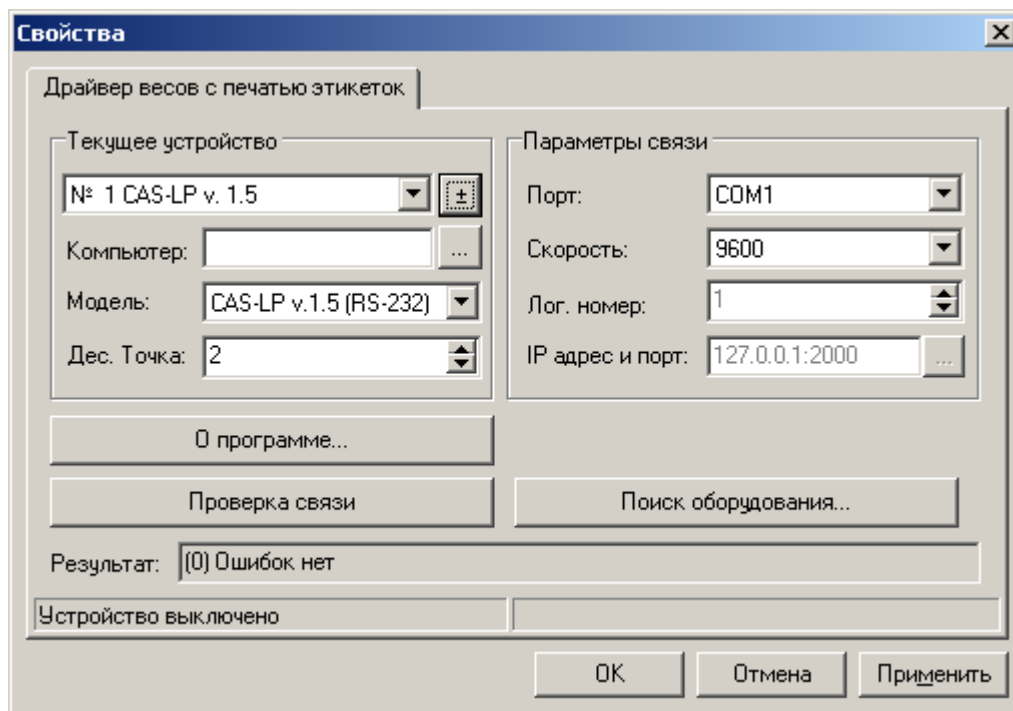 Свойства
Драйвер весов с печатью этикеток
Текущее устройство
№ 1 CAS-LP v. 1.5
±
Компьютер:
...
Модель:
CAS-LP v.1.5 (RS-232)
Дес. Точка:
2
Параметры связи
Порт:
COM1
Скорость:
9600
Лог. номер:
1
IP адрес и порт:
127.0.0.1:2000
...
О программе...
Проверка связи
Поиск оборудования...
Результат:
(0) Ошибок нет
Устройство выключено
OK
Отмена
Применить